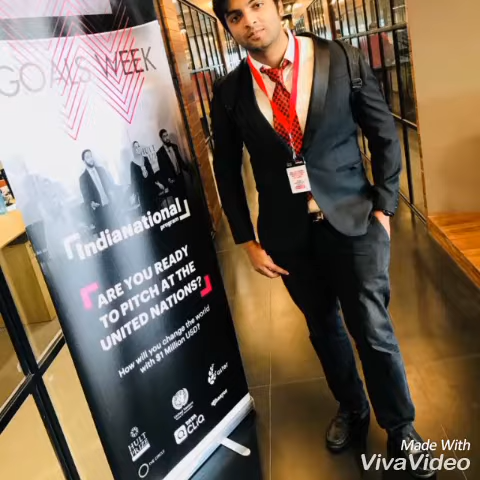 GOALS WEEK
IndiaNational
program
ARE YOU READY
TO PITCH AT THE
UNITED NATIONS?
How will you change the world
with $1 Million USD?
HULT
PRIZE
CLIQ
Made With
VivaVideo